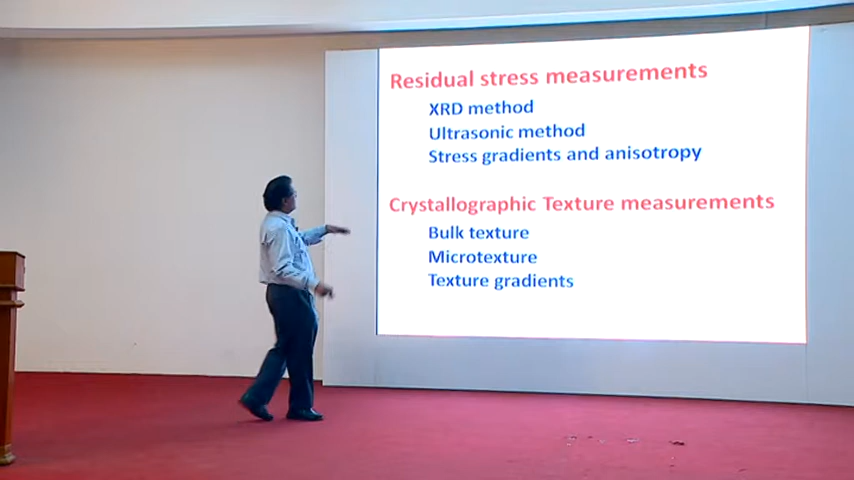 Residual stress measurements
XRD method
Ultrasonic method
Stress gradients and anisotropy
Crystallographic Texture measurements
Bulk texture
Microtexture
Texture gradients